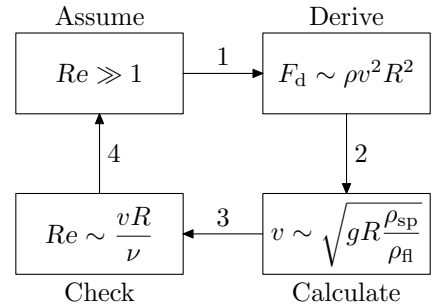 Assume
Derive
Re ≫ 1
1
F_d ∼ ρv²R²
4
2
Re ∼ vR/ν
3
v ∼ √(gR ρ_sp/ρ_fl)
Check
Calculate